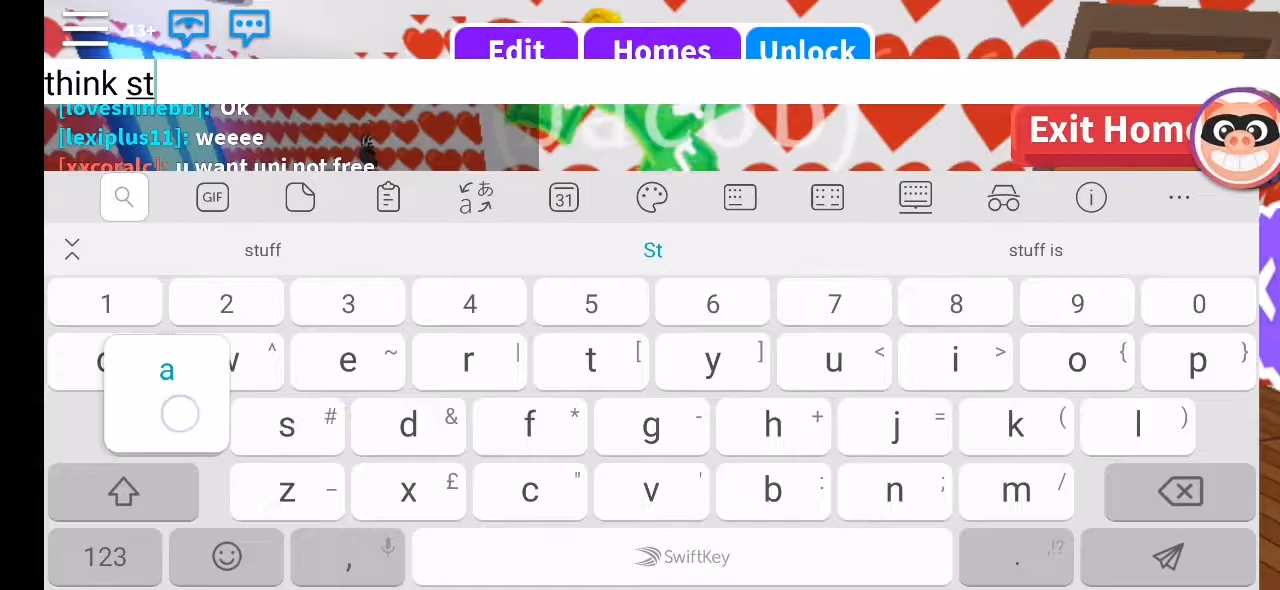 13+
Edit Homes Unlock
think st
[loveshinebb]: Ok
[lexiplus11]: weeee
[xxcoralc]: u want uni not free
Exit Home
GIF
31
stuff St stuff is
1 2 3 4 5 6 7 8 9 0
^ e ~ r | t [ y ] u < i > o { p }
a s # d & f * g - h + j = k ( l )
z _ x £ c " v ' b : n ; m /
123 , SwiftKey . !?